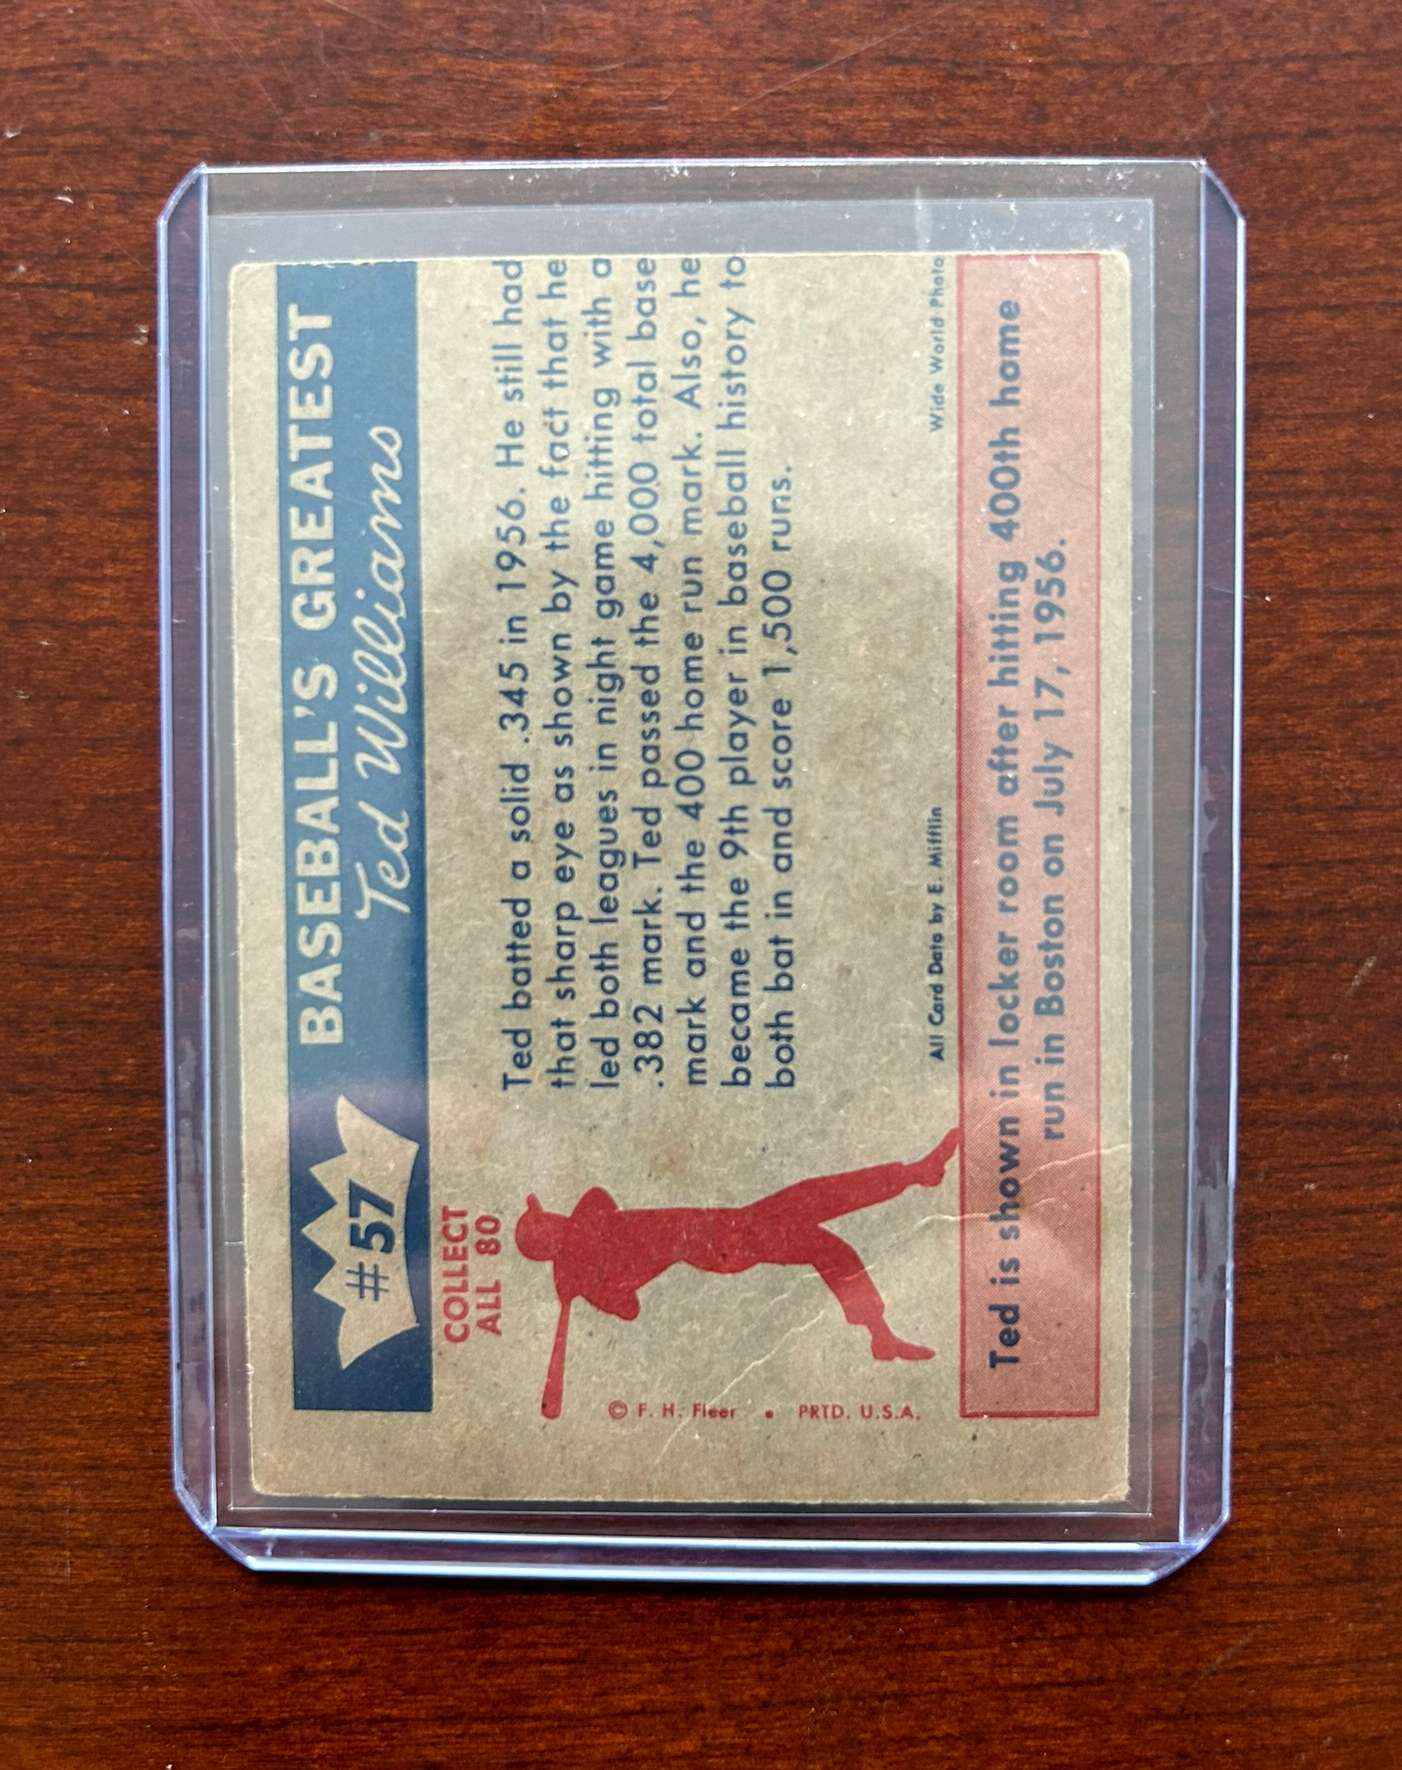 #57
BASEBALL'S GREATEST
Ted Williams
COLLECT
ALL 80
Ted batted a solid .345 in 1956. He still had
that sharp eye as shown by the fact that he
led both leagues in night game hitting with a
.382 mark. Ted passed the 4,000 total base
mark and the 400 home run mark. Also, he
became the 9th player in baseball history to
both bat in and score 1,500 runs.
© F. H. Fleer • PRTD. U.S.A.
All Card Data by E. Mifflin
Wide World Photo
Ted is shown in locker room after hitting 400th home
run in Boston on July 17, 1956.